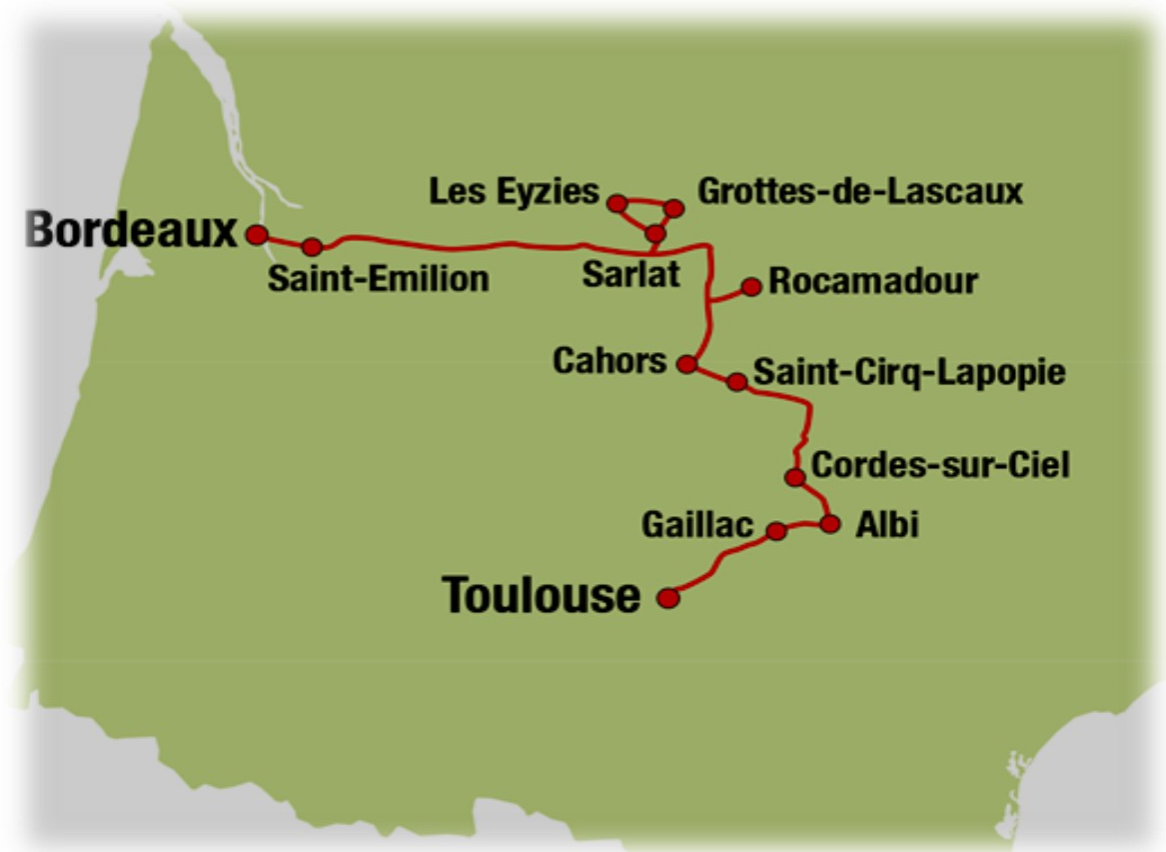 Les Eyzies
Grottes-de-Lascaux
Bordeaux
Saint-Emilion
Sarlat
Rocamadour
Cahors
Saint-Cirq-Lapopie
Cordes-sur-Ciel
Gaillac
Albi
Toulouse